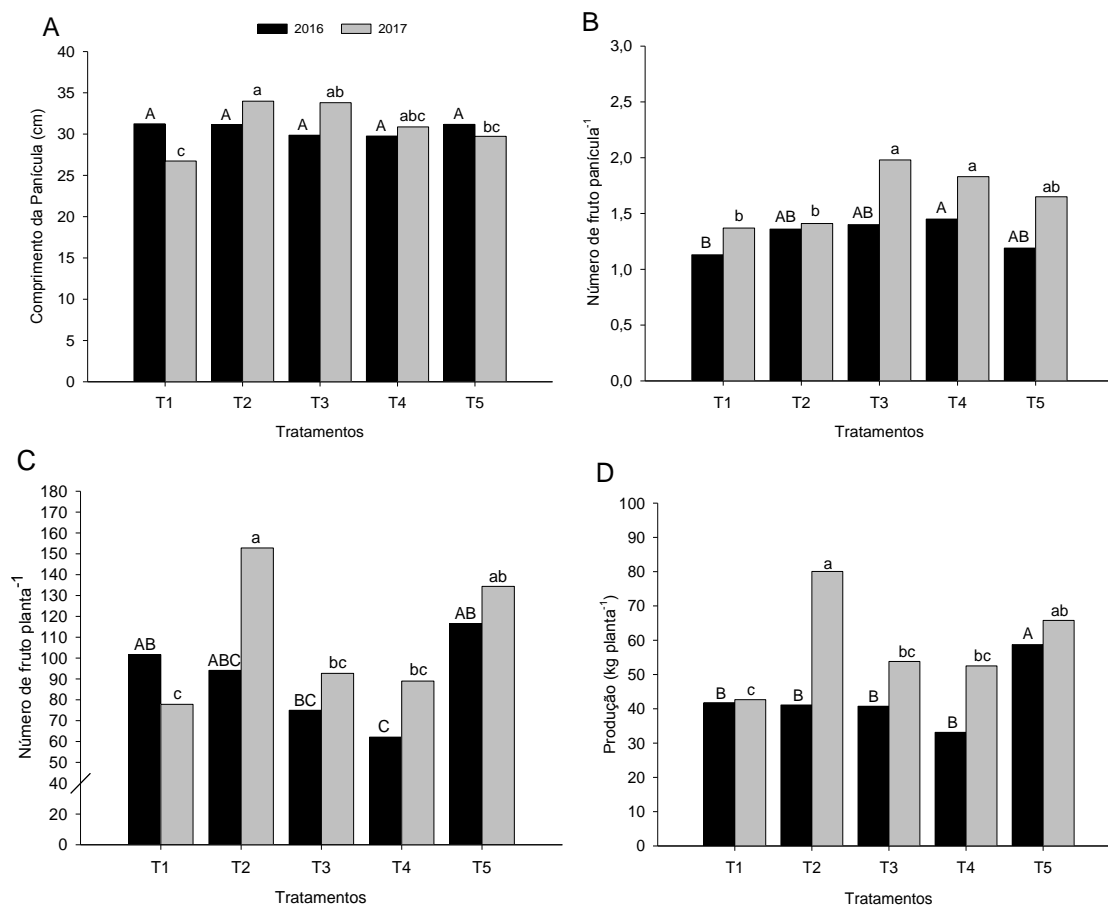 A
2016 2017
Comprimento da Panícula (cm)
40
35
30
25
20
15
10
5
0
A c
A a
A ab
A abc
A bc
T1 T2 T3 T4 T5
Tratamentos
B
Número de fruto panícula-1
3,0
2,5
2,0
1,5
1,0
0,5
0,0
B b
AB b
AB a
A a
AB ab
T1 T2 T3 T4 T5
Tratamentos
C
Número de fruto planta-1
180
170
160
150
140
130
120
110
100
90
80
70
60
50
40
20
0
AB c
ABC a
BC bc
C bc
AB ab
T1 T2 T3 T4 T5
Tratamentos
D
Produção (kg planta-1)
100
90
80
70
60
50
40
30
20
10
0
B c
B a
B bc
B bc
A ab
T1 T2 T3 T4 T5
Tratamentos